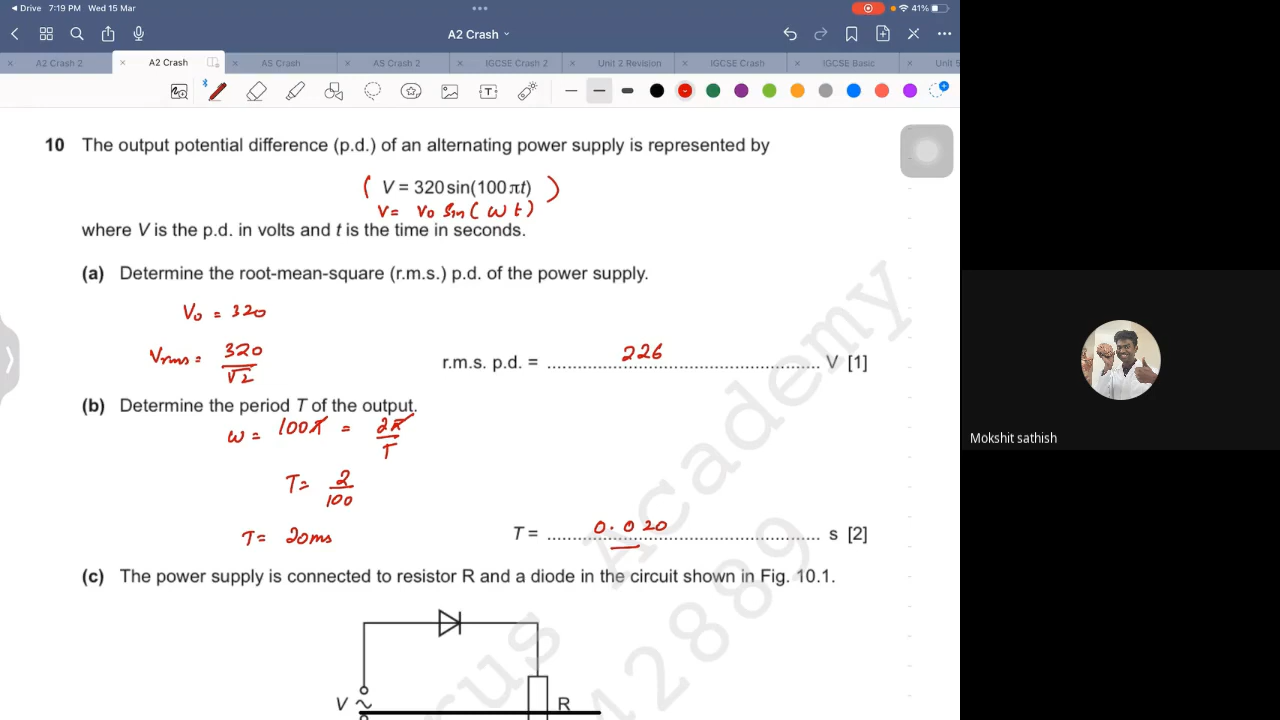 Drive 7:19 PM Wed 15 Mar 41%
A2 Crash
A2 Crash 2 A2 Crash AS Crash AS Crash 2 IGCSE Crash 2 Unit 2 Revision IGCSE Crash IGCSE Basic Unit 5
10 The output potential difference (p.d.) of an alternating power supply is represented by
( V = 320 sin(100 πt) )
V = V₀ Sin ( ω t )
where V is the p.d. in volts and t is the time in seconds.
(a) Determine the root-mean-square (r.m.s.) p.d. of the power supply.
V₀ = 320
Vrms = 320/√2
r.m.s. p.d. = 226 V [1]
(b) Determine the period T of the output.
ω = 100π = 2π/T
T = 2/100
T = 20ms
T = 0.020 s [2]
(c) The power supply is connected to resistor R and a diode in the circuit shown in Fig. 10.1.
V ~ R
Academy
Mokshit sathish